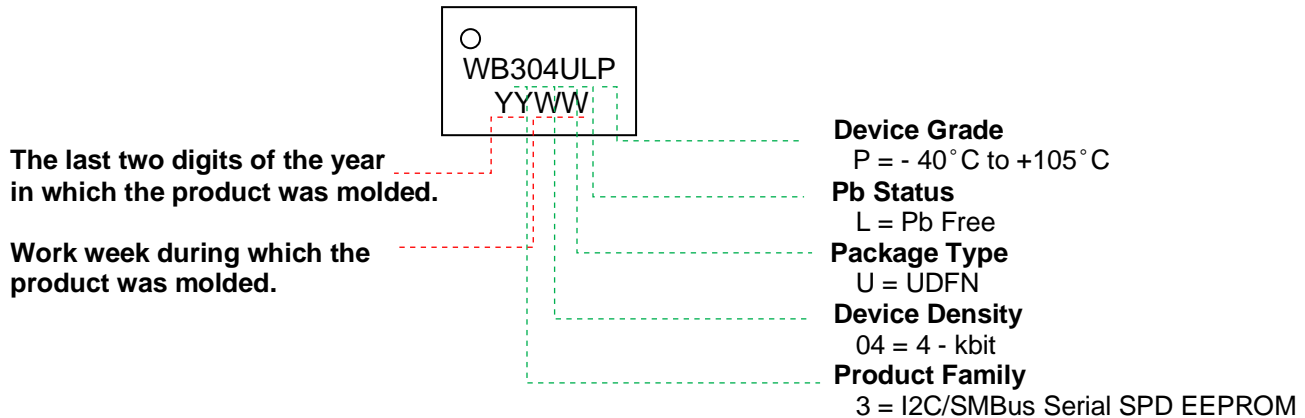 WB304ULP
YYWW
The last two digits of the year
in which the product was molded.
Work week during which the
product was molded.
Device Grade
P = - 40°C to +105°C
Pb Status
L = Pb Free
Package Type
U = UDFN
Device Density
04 = 4 - kbit
Product Family
3 = I2C/SMBus Serial SPD EEPROM